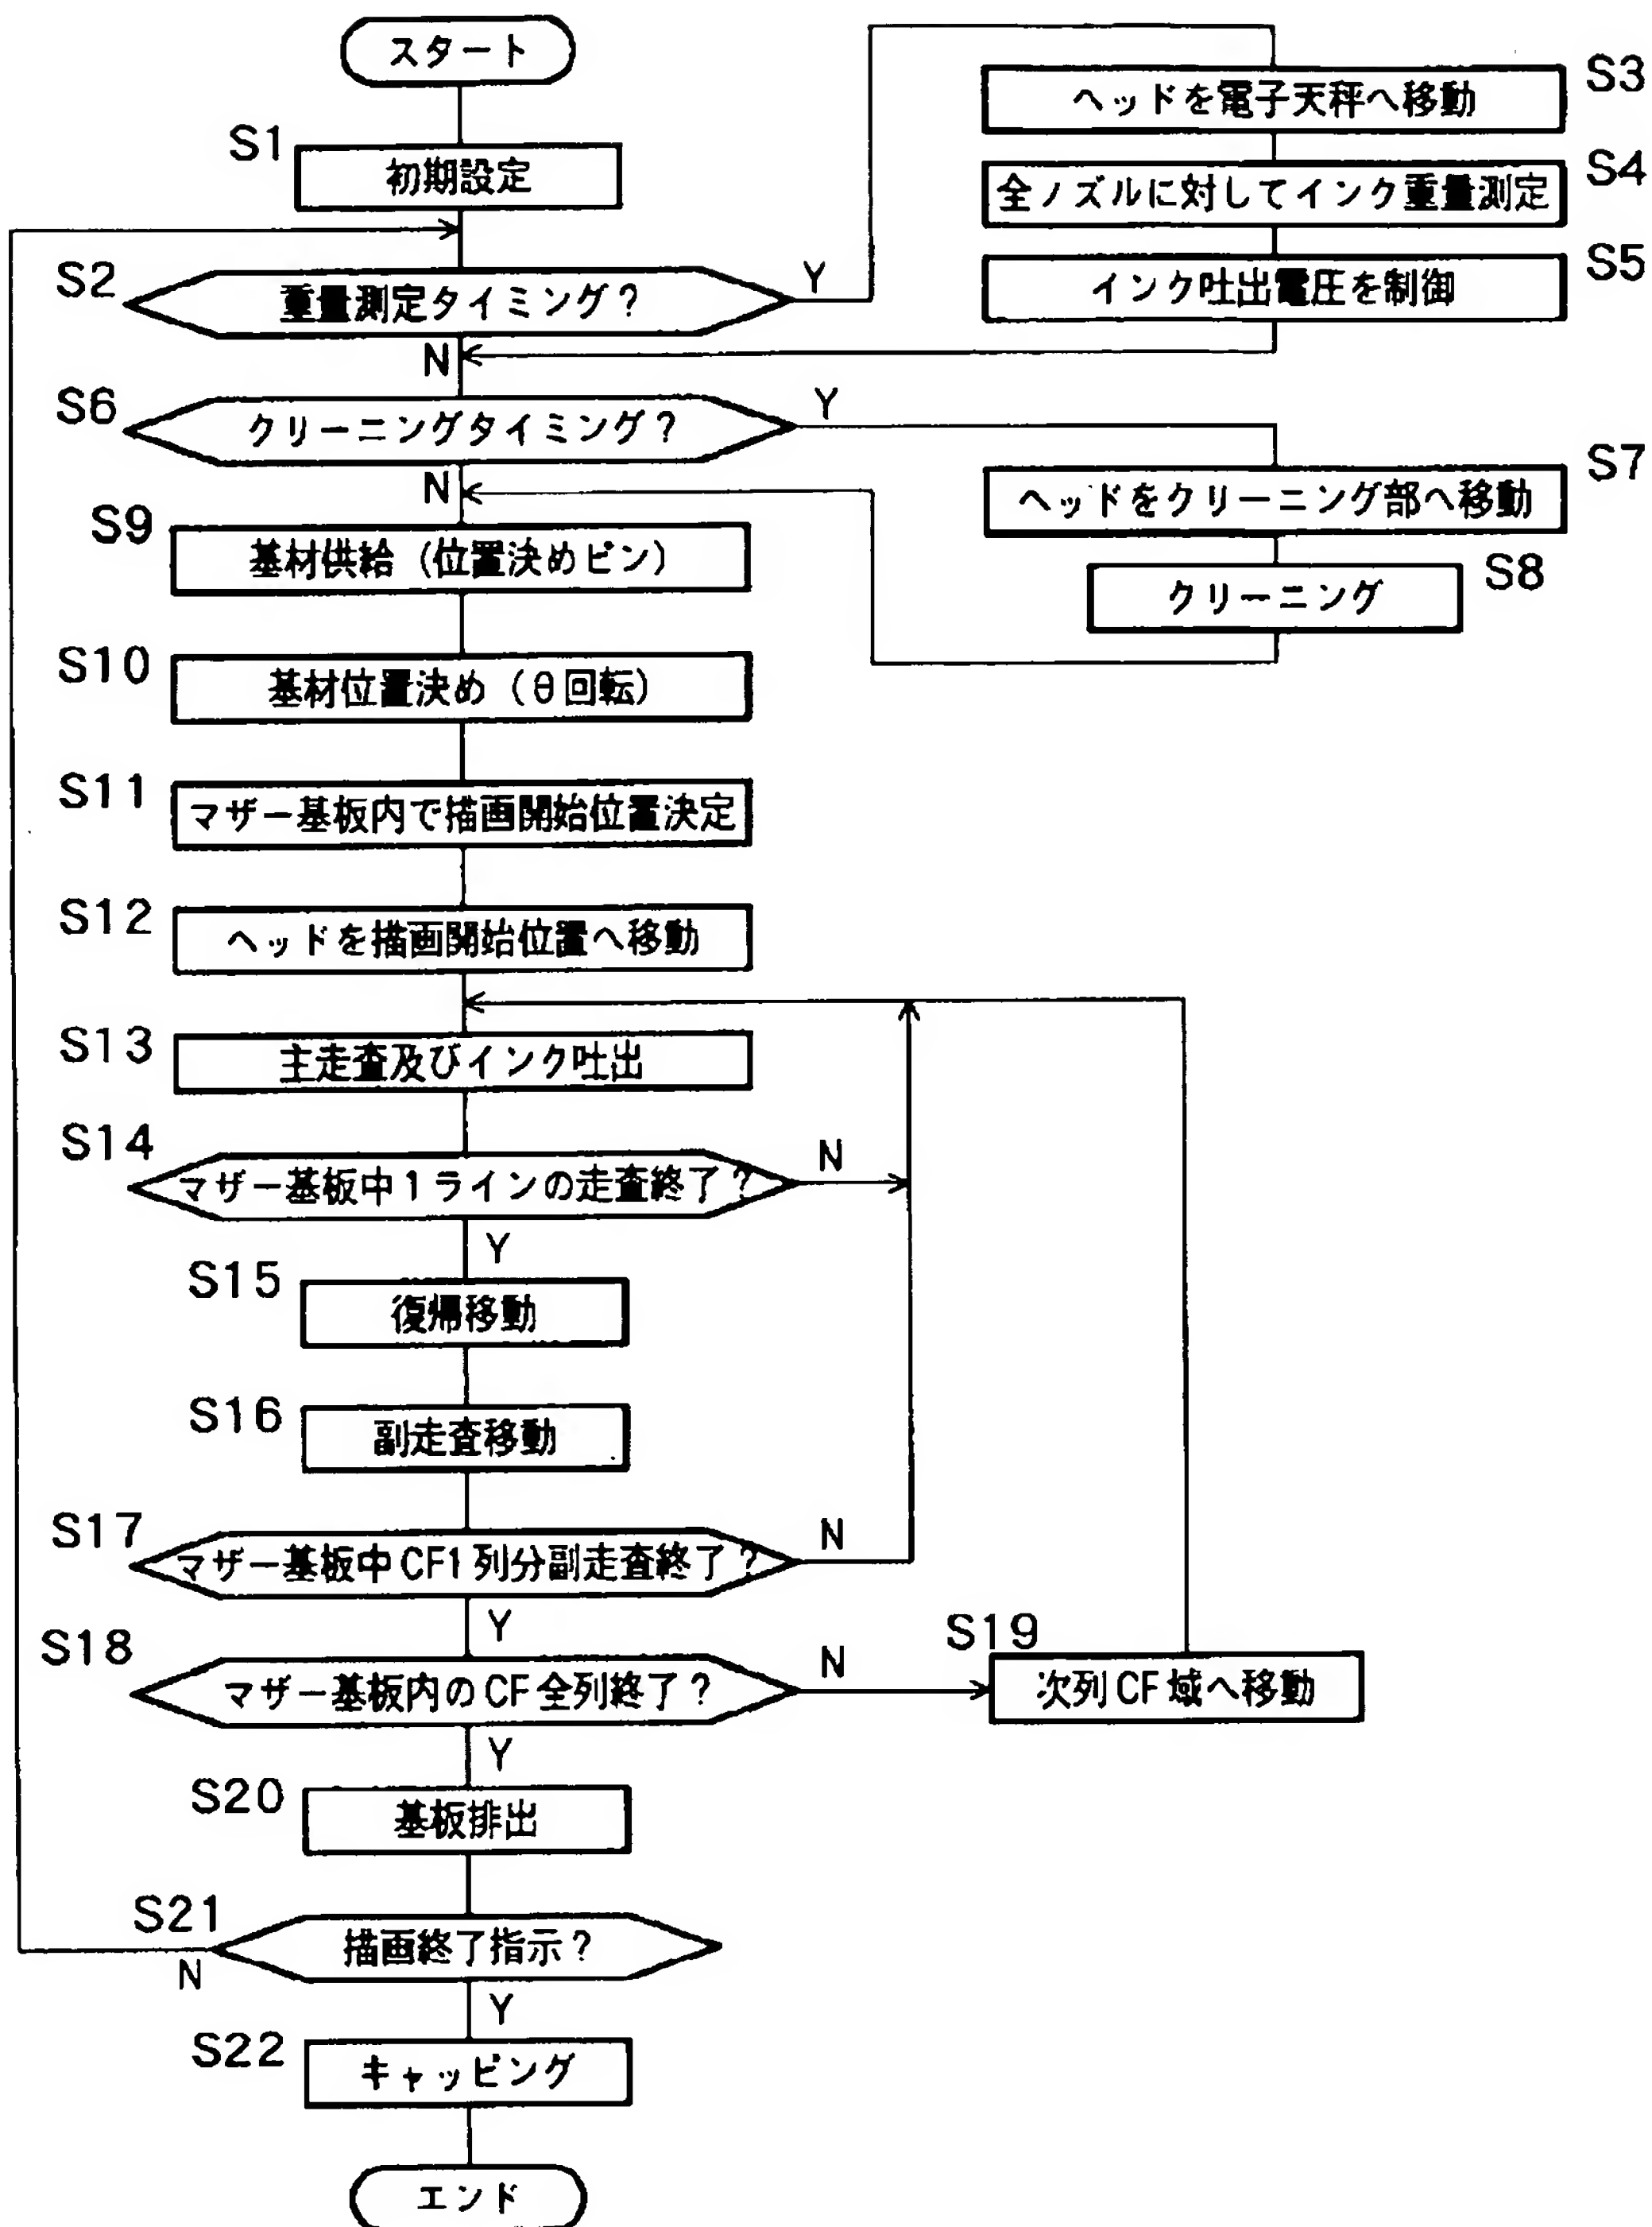 スタート
S1
初期設定
S2
重量測定タイミング?
Y
N
S3
ヘッドを電子天秤へ移動
S4
全ノズルに対してインク重量測定
S5
インク吐出電圧を制御
S6
クリーニングタイミング?
Y
N
S7
ヘッドをクリーニング部へ移動
S8
クリーニング
S9
基材供給(位置決めピン)
S10
基材位置決め(θ回転)
S11
マザー基板内で描画開始位置決定
S12
ヘッドを描画開始位置へ移動
S13
主走査及びインク吐出
S14
マザー基板中1ラインの走査終了?
N
Y
S15
復帰移動
S16
副走査移動
S17
マザー基板中CF1列分副走査終了?
N
Y
S18
マザー基板内のCF全列終了?
N
Y
S19
次列CF域へ移動
S20
基板排出
S21
描画終了指示?
N
Y
S22
キャッピング
エンド